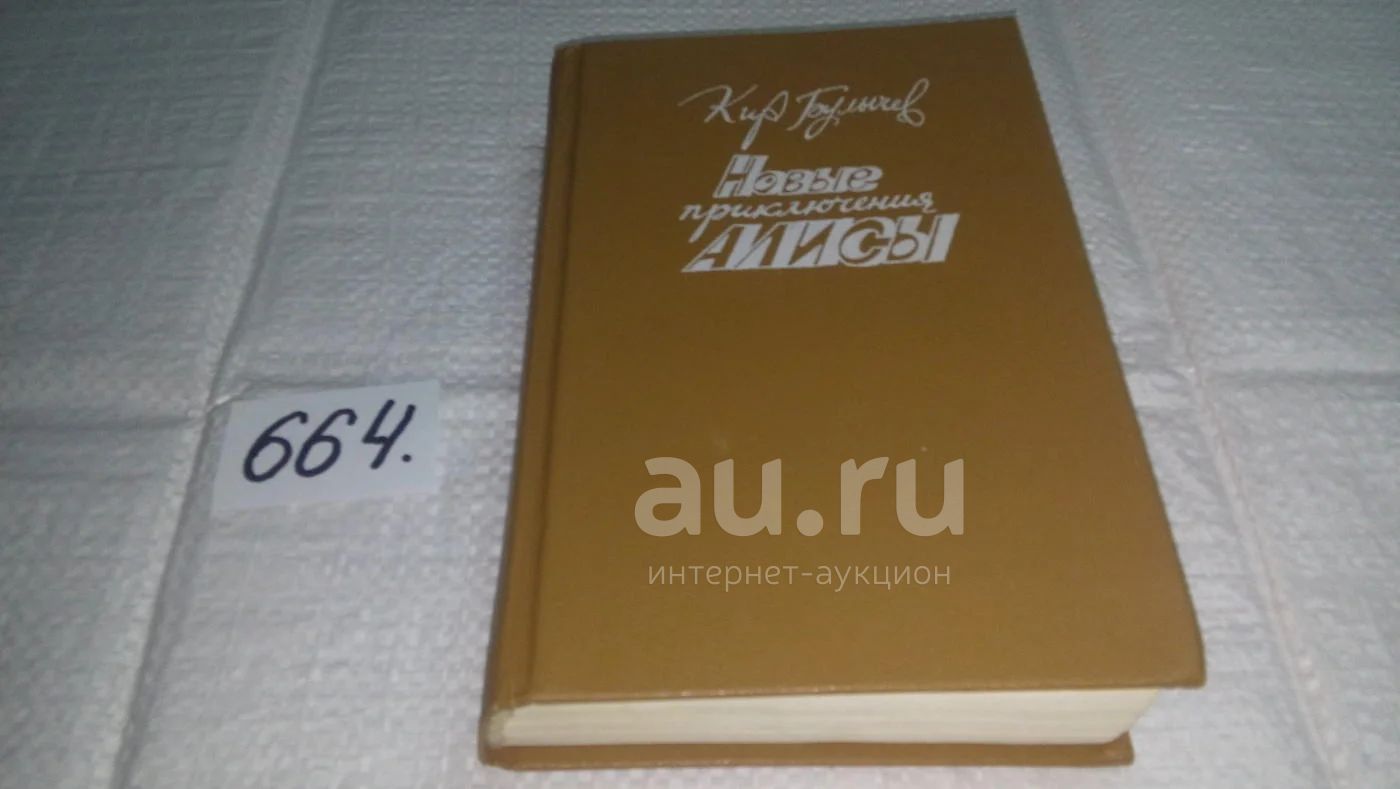 Кир Булычев
Новые
приключения
АЛИСЫ
664.
au.ru
интернет-аукцион